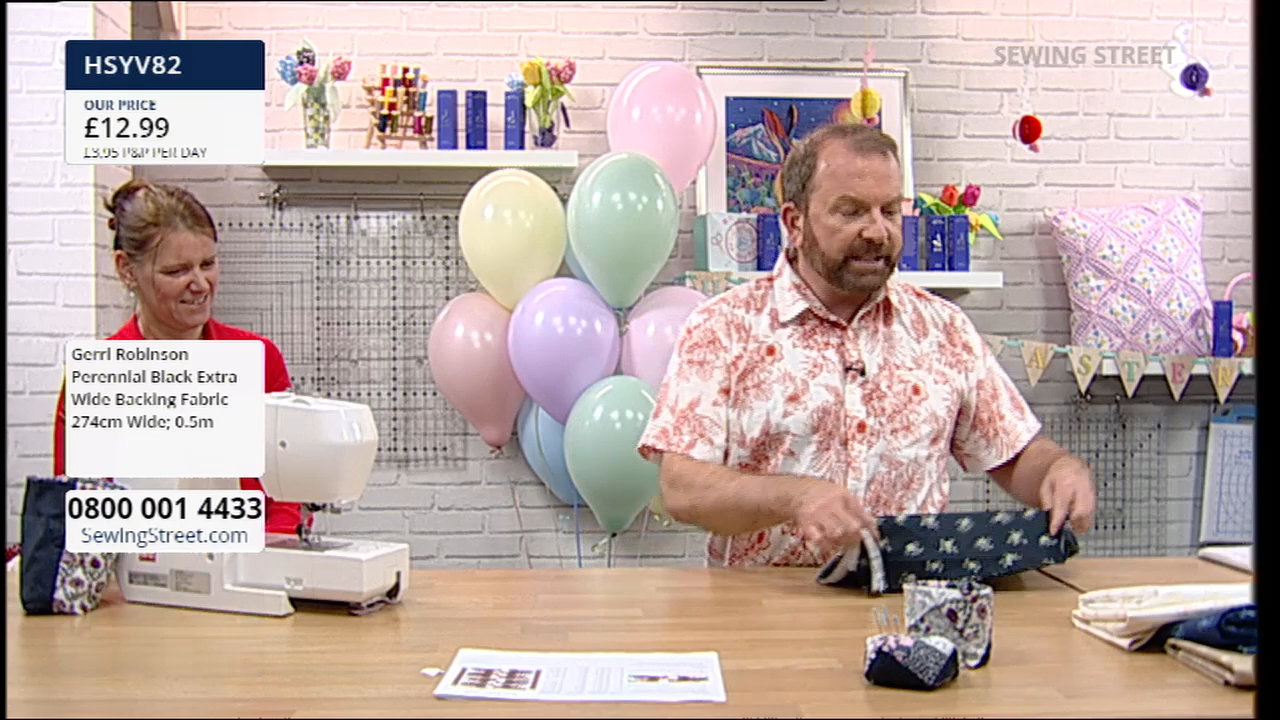 HSYV82
OUR PRICE
£12.99
£3.95 P&P PER DAY
SEWING STREET
Gerri Robinson
Perennial Black Extra
Wide Backing Fabric
274cm Wide; 0.5m
0800 001 4433
SewingStreet.com
A S T E R